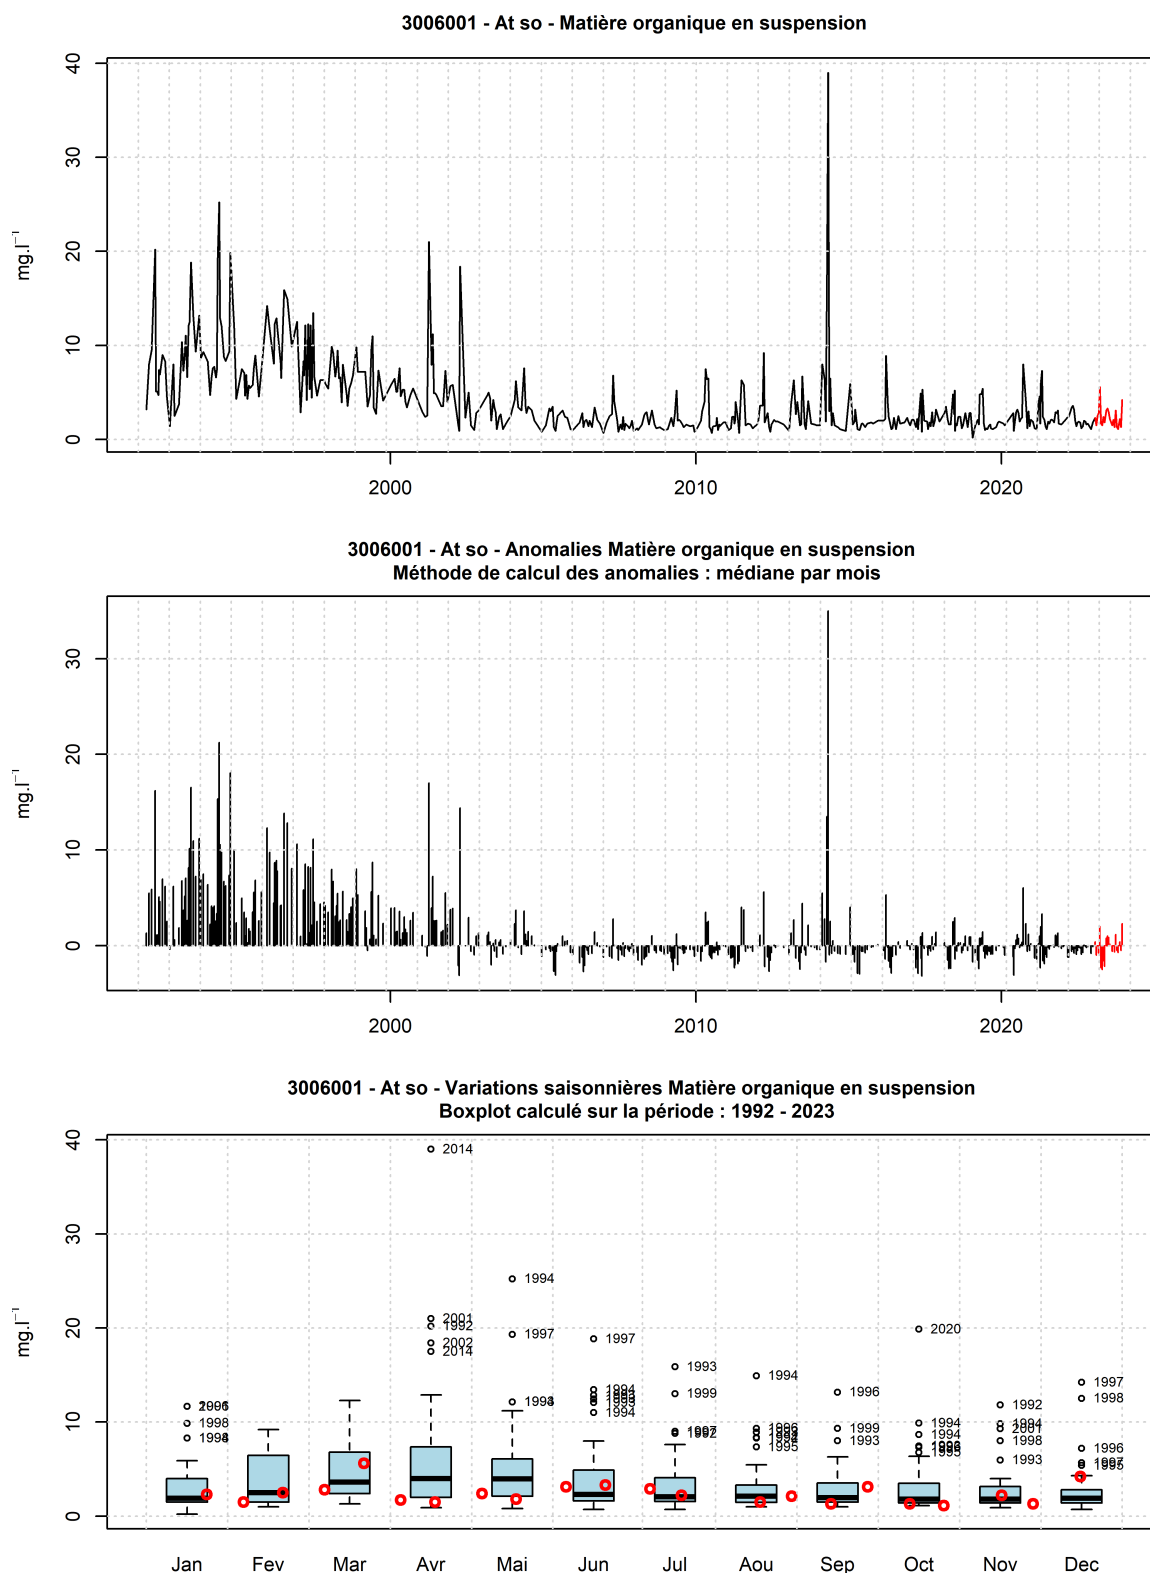 3006001 - At so - Matière organique en suspension
40
30
20
10
0
mg.l⁻¹
2000
2010
2020
3006001 - At so - Anomalies Matière organique en suspension
Méthode de calcul des anomalies : médiane par mois
30
20
10
0
mg.l⁻¹
2000
2010
2020
3006001 - At so - Variations saisonnières Matière organique en suspension
Boxplot calculé sur la période : 1992 - 2023
40
30
20
10
0
mg.l⁻¹
1998
2014
2001
1992
2002
2014
1994
1997
1997
1994
1994
1993
1999
1994
1995
1996
1999
1993
2020
1994
1994
1995
1992
1994
2001
1998
1993
1997
1998
1996
Jan
Fev
Mar
Avr
Mai
Jun
Jul
Aou
Sep
Oct
Nov
Dec